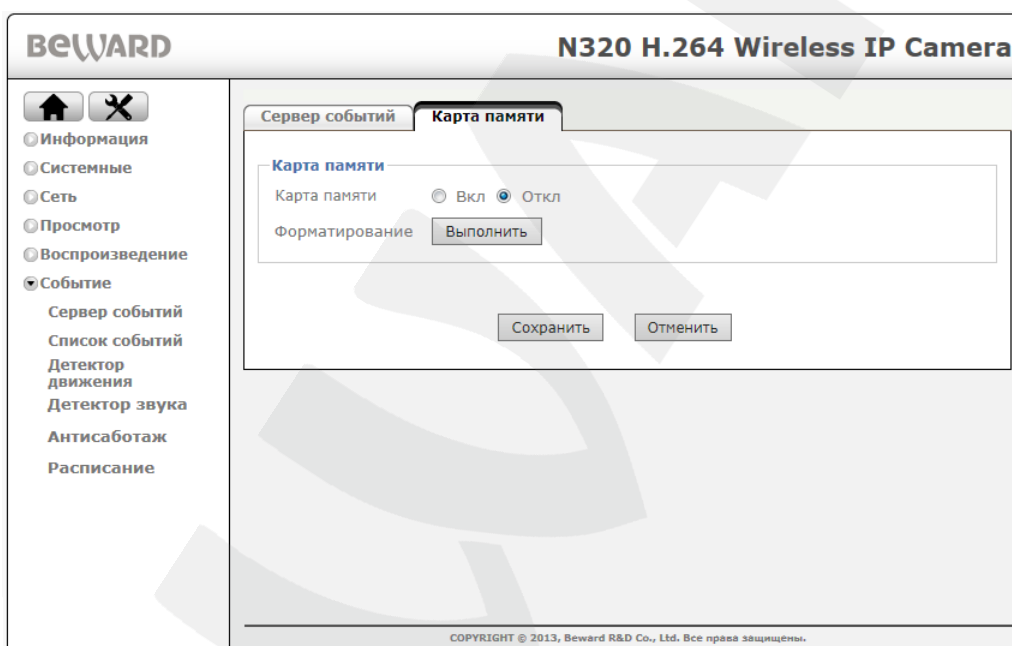 BEWARD
N320 H.264 Wireless IP Camera
Информация
Системные
Сеть
Просмотр
Воспроизведение
Событие
Сервер событий
Список событий
Детектор
движения
Детектор звука
Антисаботаж
Расписание
Сервер событий
Карта памяти
Карта памяти
Карта памяти Вкл Откл
Форматирование Выполнить
Сохранить Отменить
COPYRIGHT © 2013, Beward R&D Co., Ltd. Все права защищены.